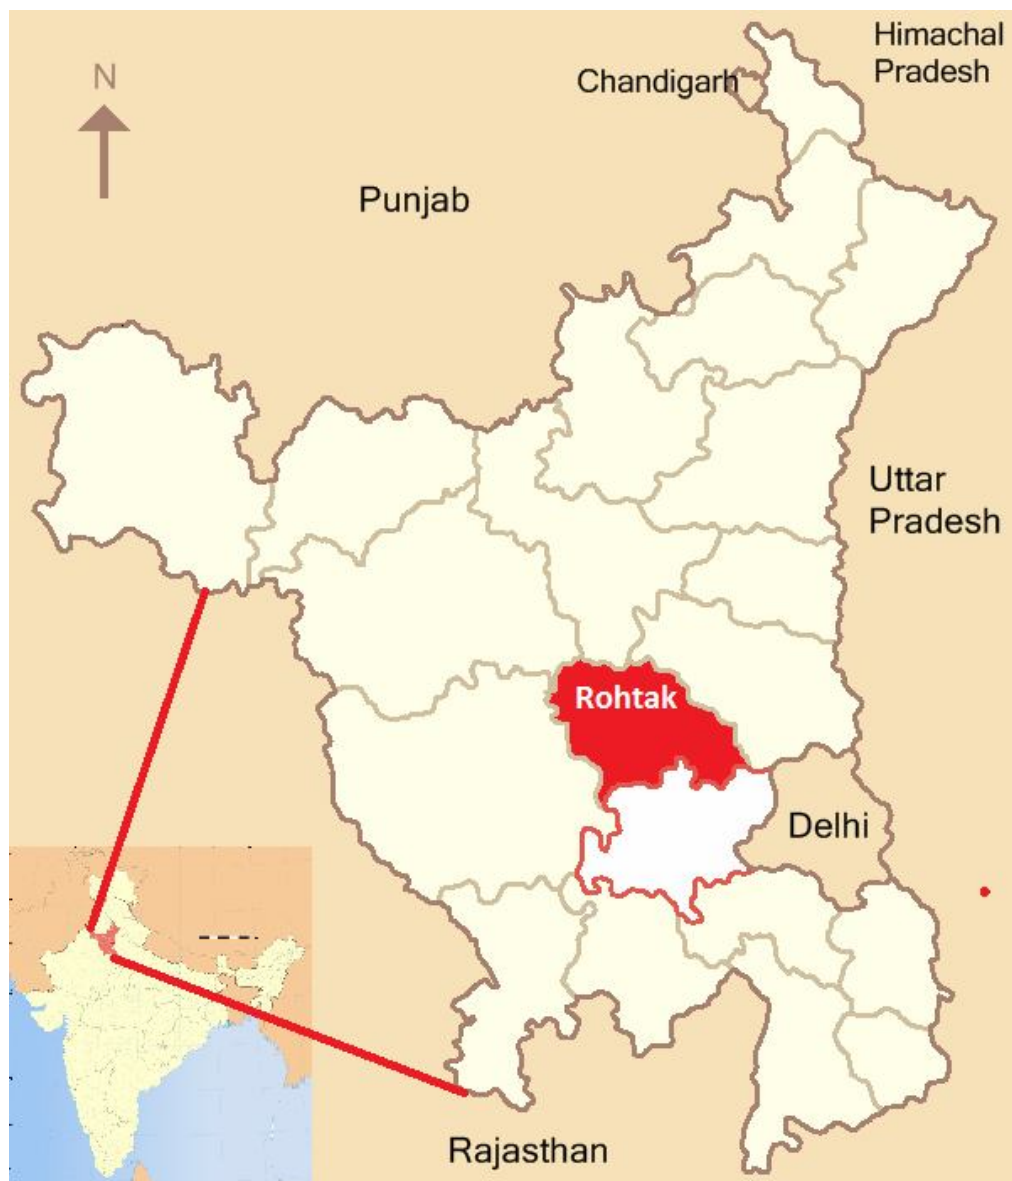 Himachal
Pradesh
Chandigarh
N
Punjab
Uttar
Pradesh
Rohtak
Delhi
Rajasthan